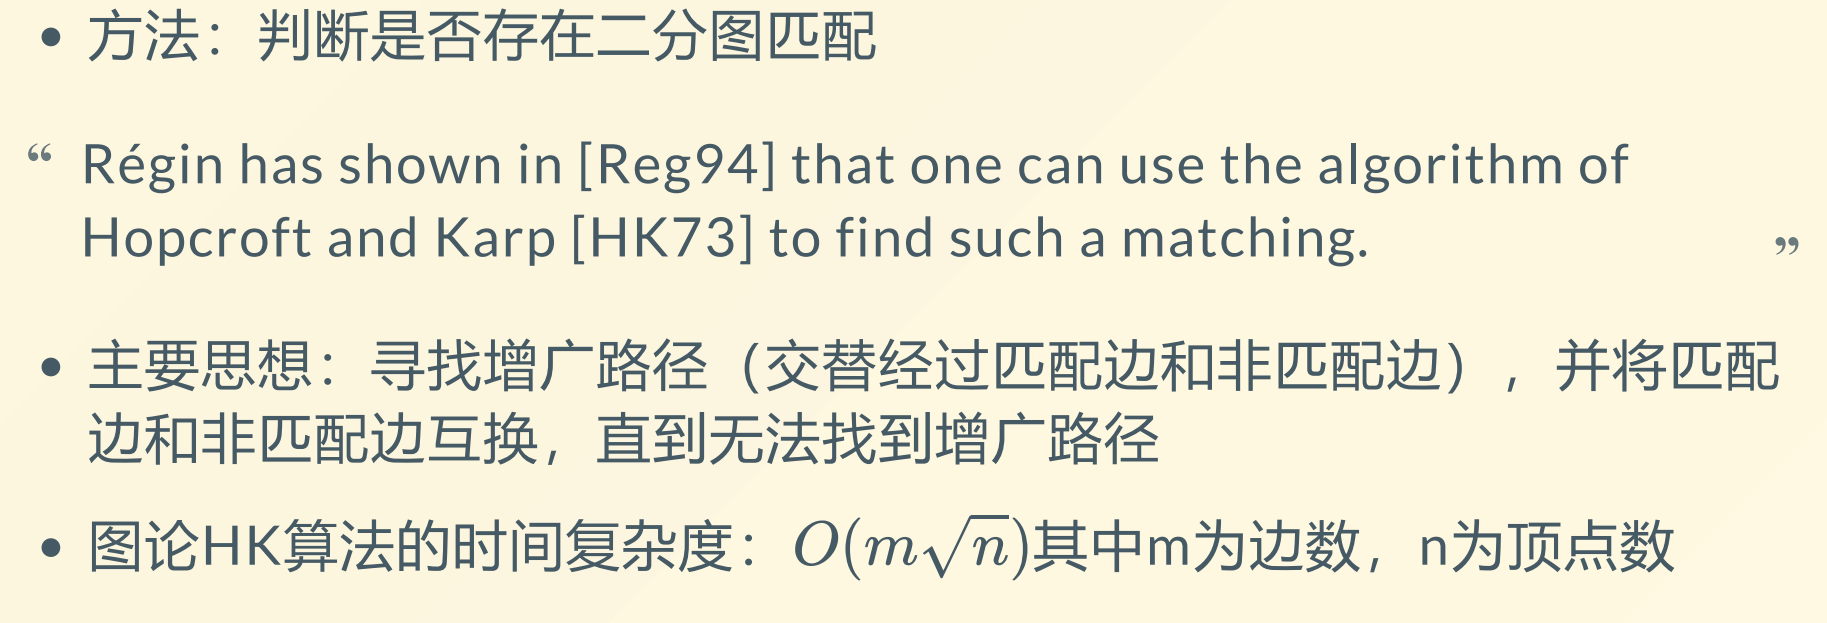 • 方法：判断是否存在二分图匹配
“ Régin has shown in [Reg94] that one can use the algorithm of
Hopcroft and Karp [HK73] to find such a matching. ”
• 主要思想：寻找增广路径（交替经过匹配边和非匹配边），并将匹配
边和非匹配边互换，直到无法找到增广路径
• 图论HK算法的时间复杂度：$O(m\sqrt{n})$其中m为边数，n为顶点数